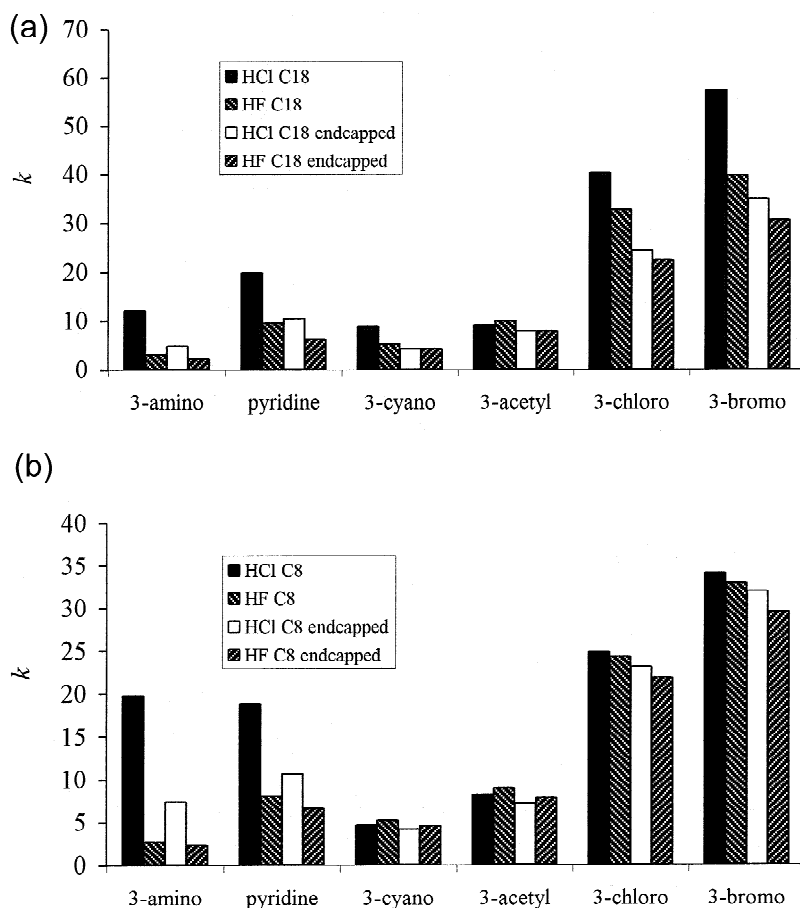 (a)
70
60
50
40
30
20
10
0
k
HCl C18
HF C18
HCl C18 endcapped
HF C18 endcapped
3-amino pyridine 3-cyano 3-acetyl 3-chloro 3-bromo
(b)
40
35
30
25
20
15
10
5
0
k
HCl C8
HF C8
HCl C8 endcapped
HF C8 endcapped
3-amino pyridine 3-cyano 3-acetyl 3-chloro 3-bromo